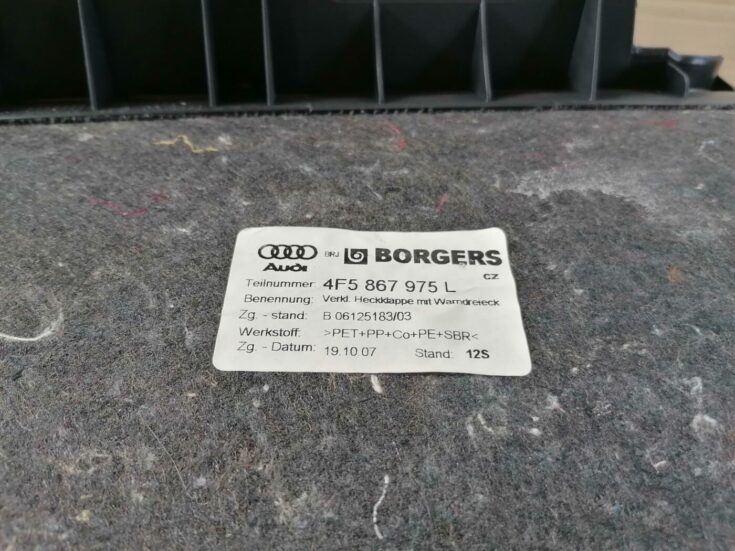 Audi BRJ BORGERS
CZ
Teilnummer 4F5 867 975 L
Benennung: Verkl. Heckklappe mit Warndreieck
Zg. - stand: B 06125183/03
Werkstoff: >PET+PP+Co+PE+SBR<
Zg. - Datum: 19.10.07 Stand: 12S